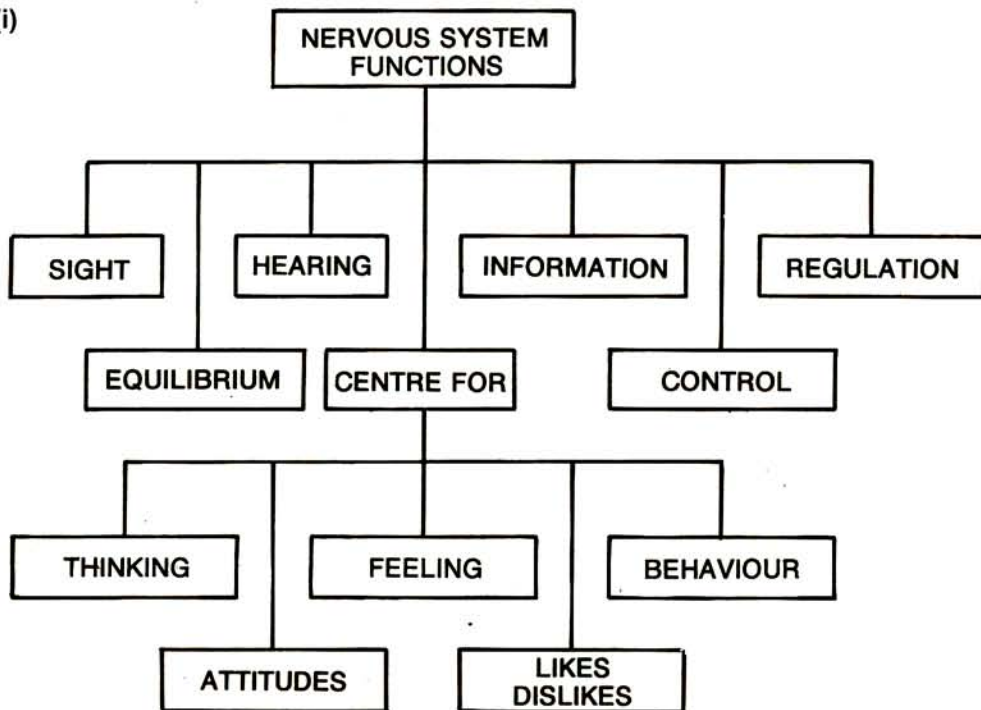 (i)
NERVOUS SYSTEM
FUNCTIONS
SIGHT
HEARING
INFORMATION
REGULATION
EQUILIBRIUM
CENTRE FOR
CONTROL
THINKING
FEELING
BEHAVIOUR
ATTITUDES
LIKES
DISLIKES